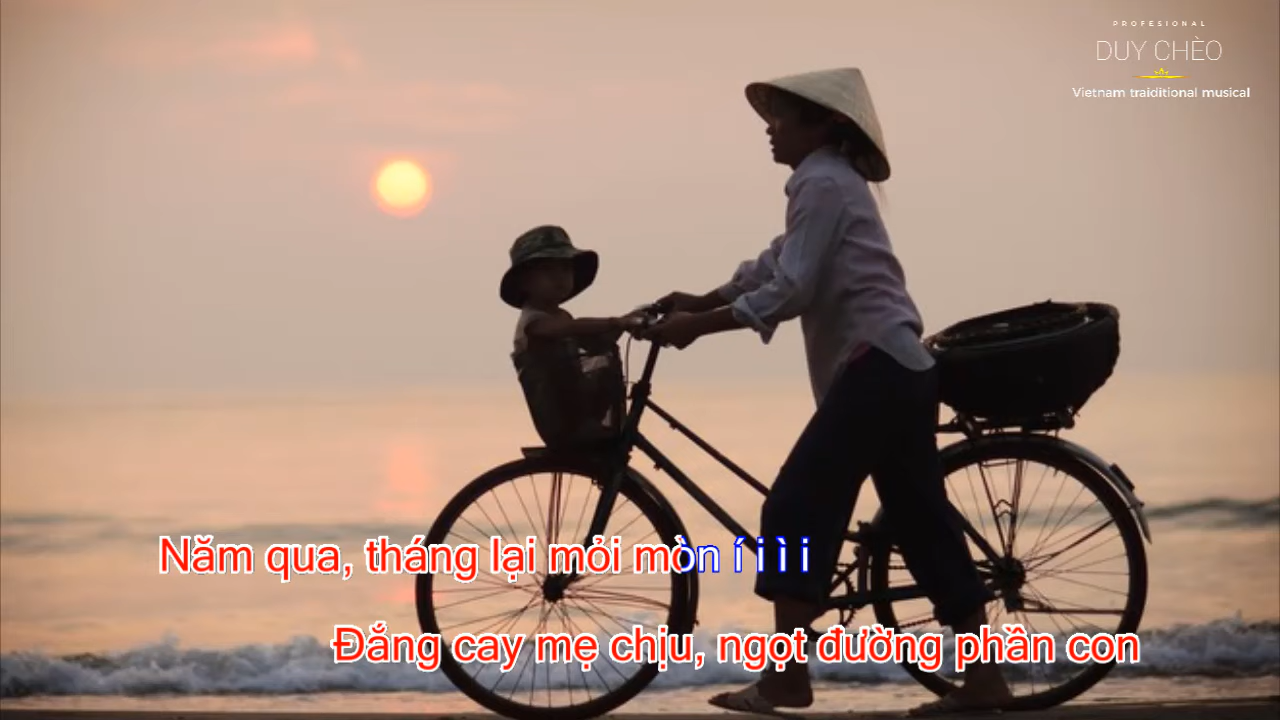 PROFESIONAL
DUY CHÈO
Vietnam traiditional musical
Năm qua, tháng lại mỏi mòn í i ì i
Đắng cay mẹ chịu, ngọt đường phần con